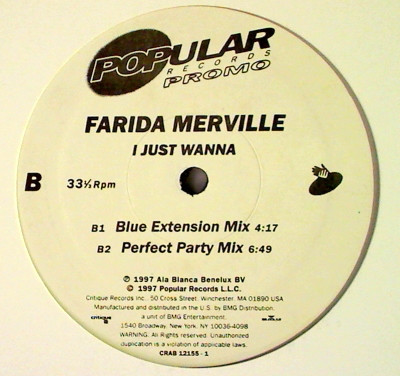 POPULAR
RECORDS
PROMO
FARIDA MERVILLE
I JUST WANNA
B 33⅓ Rpm
B1 Blue Extension Mix 4:17
B2 Perfect Party Mix 6:49
℗ 1997 Ala Bianca Benelux BV
© 1997 Popular Records L.L.C.
Critique Records Inc., 50 Cross Street, Winchester, MA 01890 USA
Manufactured and distributed in the U.S. by BMG Distribution,
critique a unit of BMG Entertainment,
1540 Broadway, New York, NY 10036-4098
WARNING: All Rights reserved. Unauthorized
duplication is a violation of applicable laws.
CRAB 12155 - 1